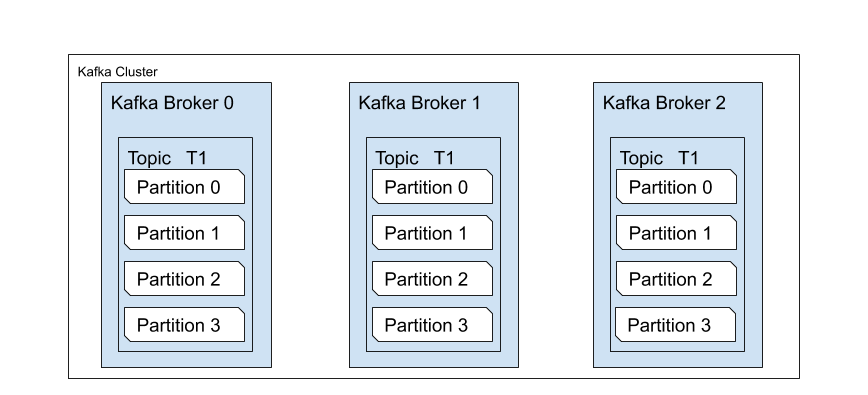 Kafka Cluster
Kafka Broker 0
Topic T1
Partition 0
Partition 1
Partition 2
Partition 3
Kafka Broker 1
Topic T1
Partition 0
Partition 1
Partition 2
Partition 3
Kafka Broker 2
Topic T1
Partition 0
Partition 1
Partition 2
Partition 3